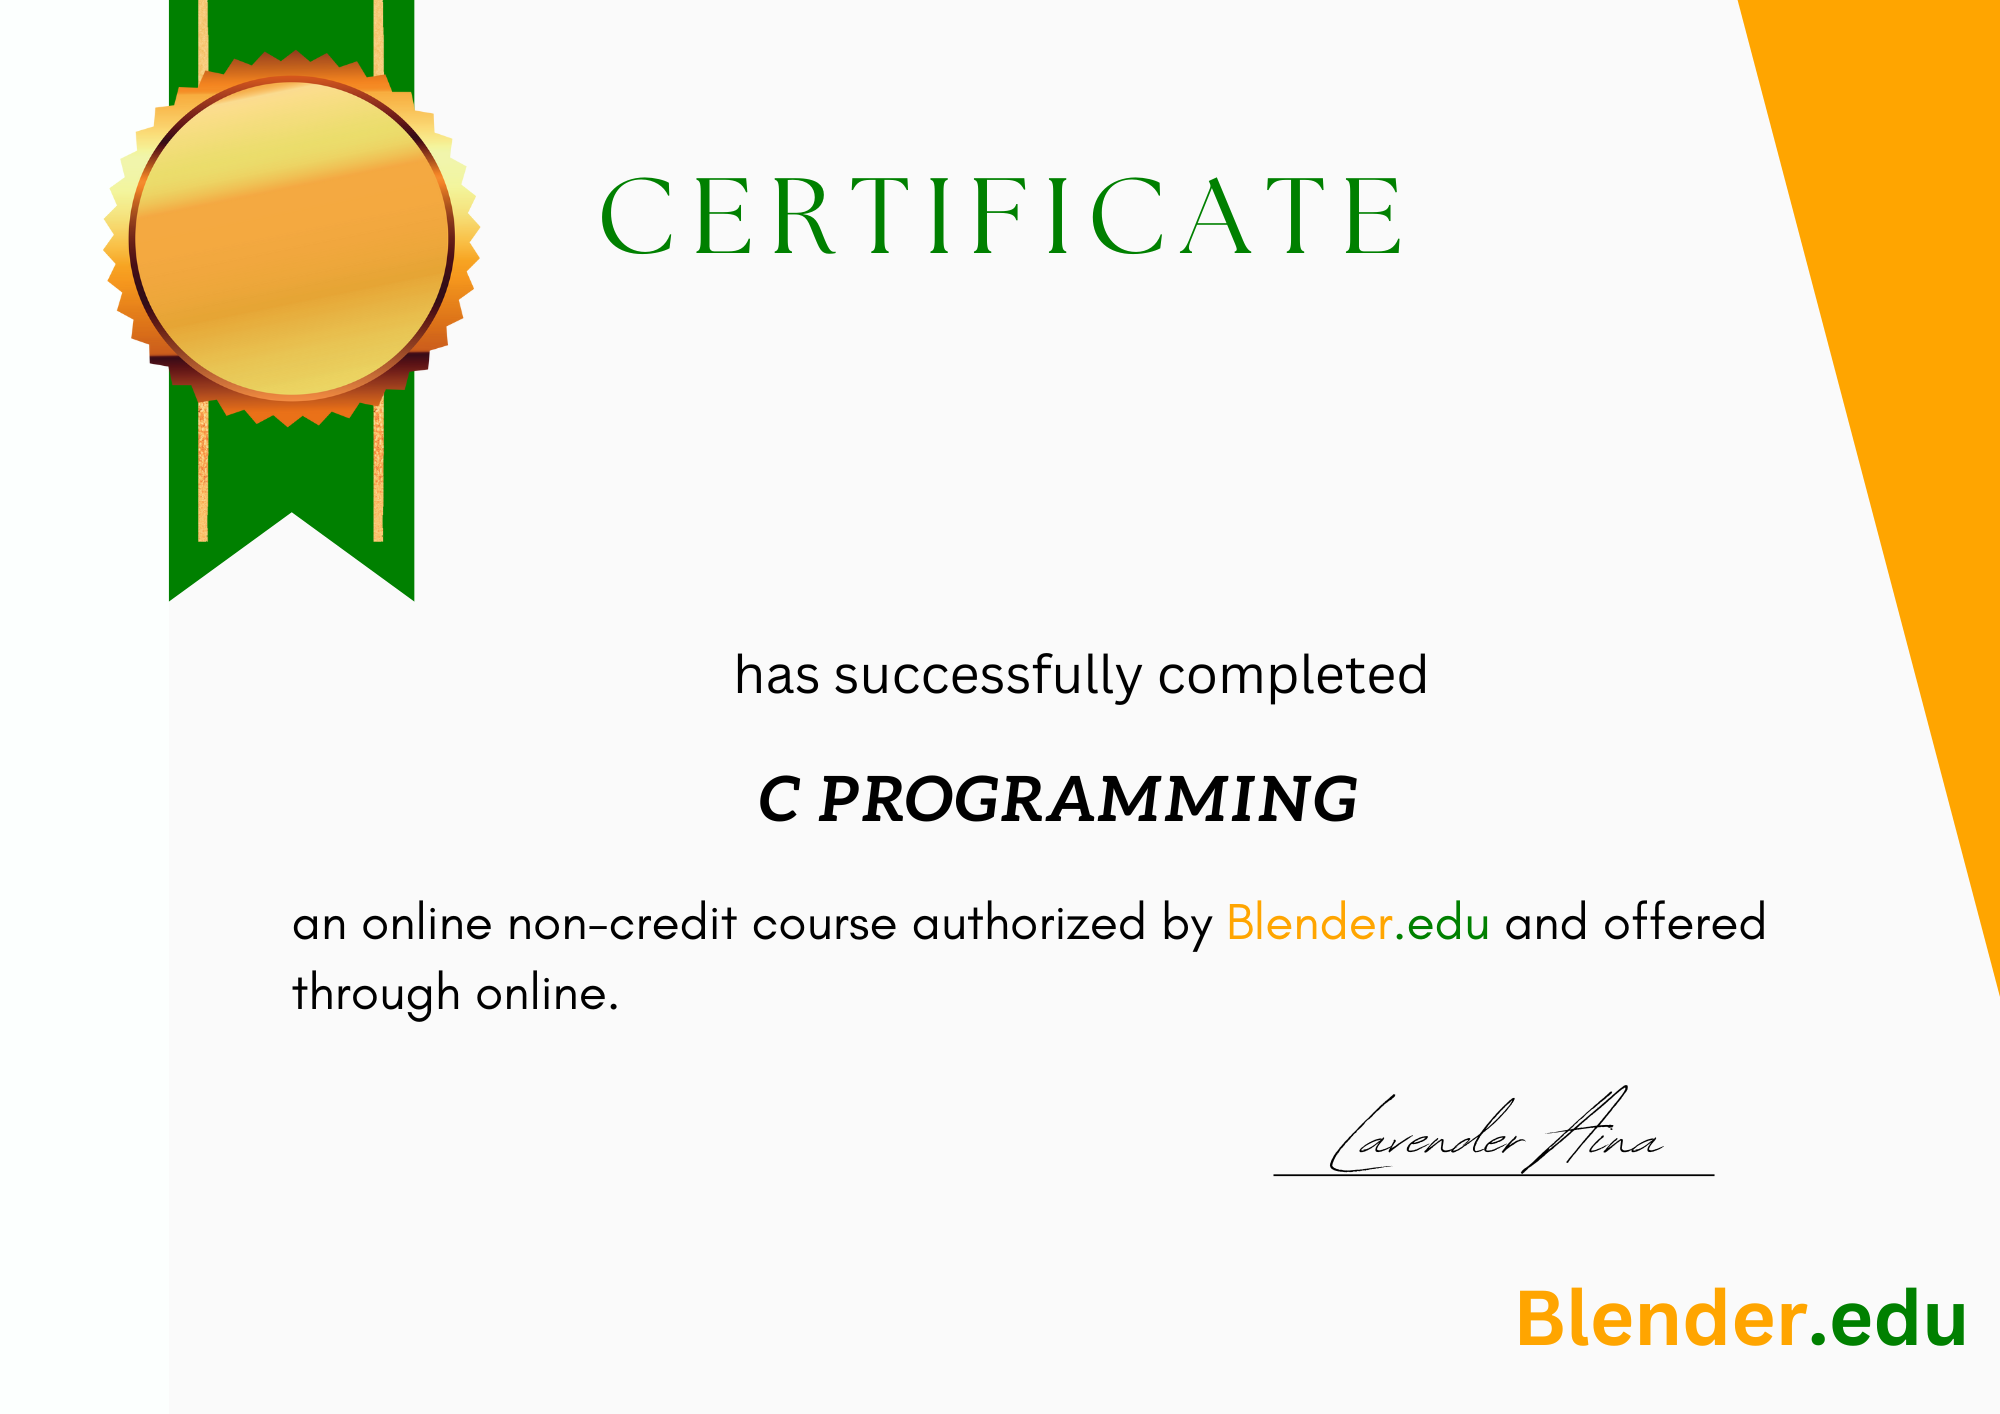 CERTIFICATE
has successfully completed
C PROGRAMMING
an online non-credit course authorized by Blender.edu and offered
through online.
Lavender Aina
Blender.edu